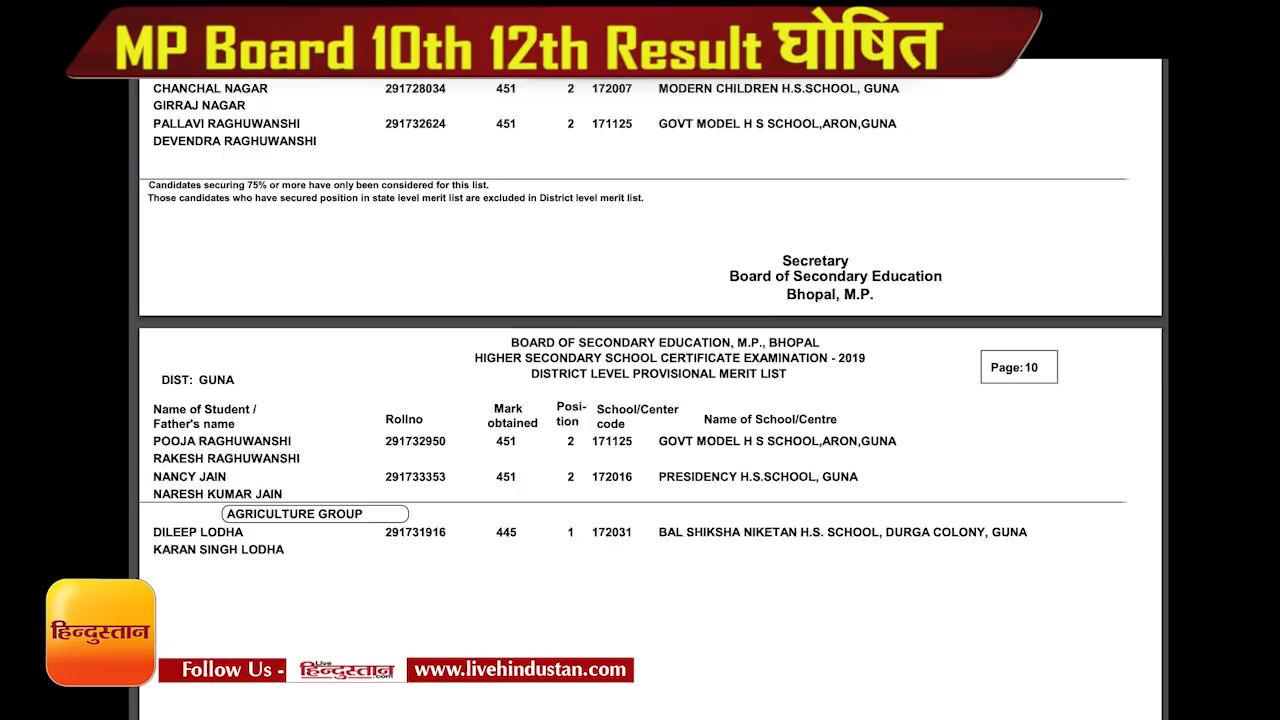 MP Board 10th 12th Result घोषित
CHANCHAL NAGAR 291728034 451 2 172007 MODERN CHILDREN H.S.SCHOOL, GUNA
GIRRAJ NAGAR
PALLAVI RAGHUWANSHI 291732624 451 2 171125 GOVT MODEL H S SCHOOL,ARON,GUNA
DEVENDRA RAGHUWANSHI
Candidates securing 75% or more have only been considered for this list.
Those candidates who have secured position in state level merit list are excluded in District level merit list.
Secretary
Board of Secondary Education
Bhopal, M.P.
BOARD OF SECONDARY EDUCATION, M.P., BHOPAL
HIGHER SECONDARY SCHOOL CERTIFICATE EXAMINATION - 2019
DISTRICT LEVEL PROVISIONAL MERIT LIST
Page: 10
DIST: GUNA
Name of Student / Mark Posi- School/Center
Father's name Rollno obtained tion code Name of School/Centre
POOJA RAGHUWANSHI 291732950 451 2 171125 GOVT MODEL H S SCHOOL,ARON,GUNA
RAKESH RAGHUWANSHI
NANCY JAIN 291733353 451 2 172016 PRESIDENCY H.S.SCHOOL, GUNA
NARESH KUMAR JAIN
AGRICULTURE GROUP
DILEEP LODHA 291731916 445 1 172031 BAL SHIKSHA NIKETAN H.S. SCHOOL, DURGA COLONY, GUNA
KARAN SINGH LODHA
हिन्दुस्तान
Follow Us - Live हिन्दुस्तान .com www.livehindustan.com